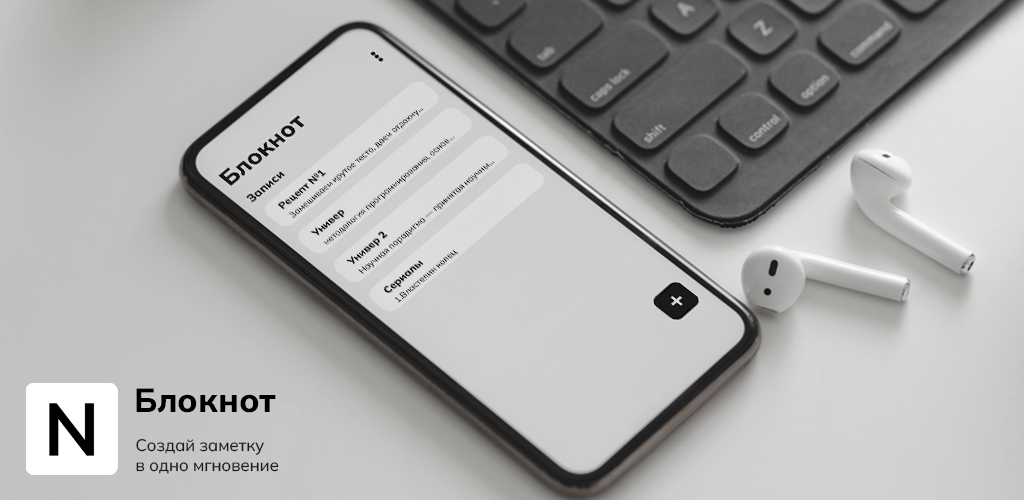 Блокнот
Записи
Рецепт №1
Замешиваем крутое тесто, даем отдохну...
Универ
методология программирования, основ...
Универ 2
Научная парадигма — принятая научны...
Сериалы
1.Властелин колец
+
A
Z
tab
caps lock
shift
control
option
command
N
Блокнот
Создай заметку
в одно мгновение